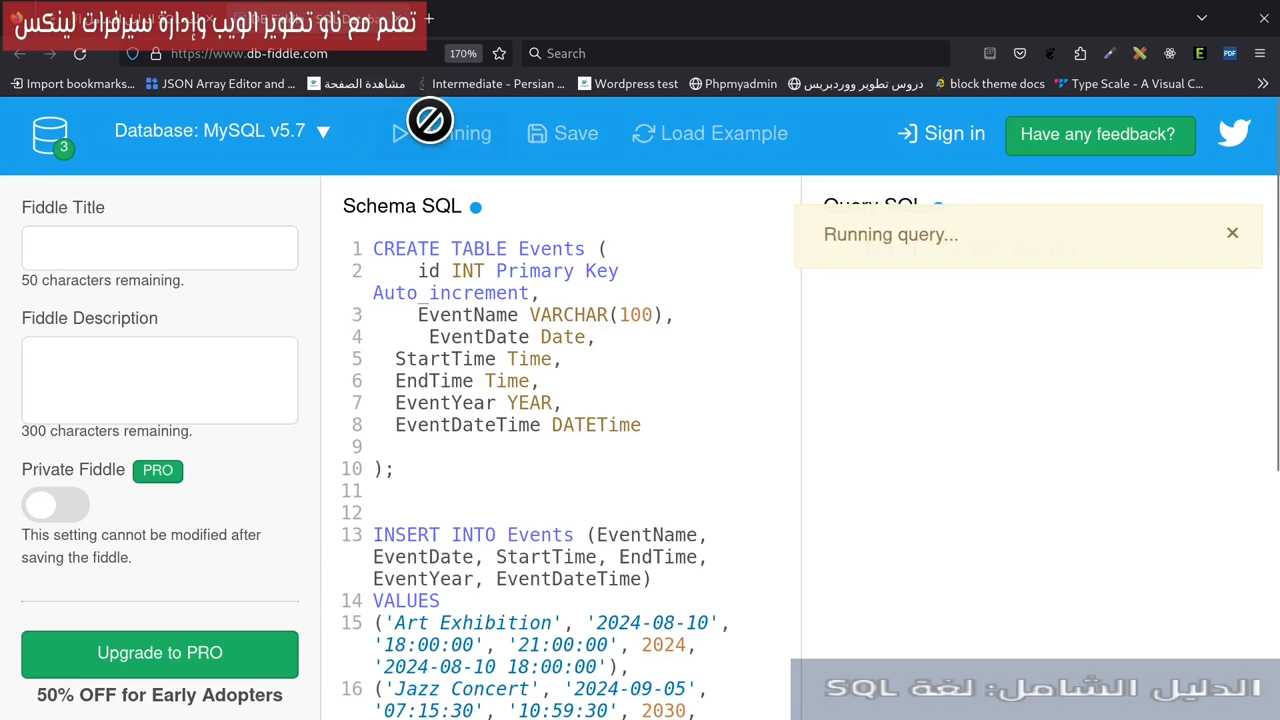 تعلم مع ناو تطوير الويب وإدارة سيرفرات لينكس
https://www.db-fiddle.com
170%
Search
Import bookmarks...
JSON Array Editor and ...
مشاهدة الصفحة
Intermediate - Persian ...
Wordpress test
Phpmyadmin
دروس تطوير ووردبريس
block theme docs
Type Scale - A Visual C...
3
Database: MySQL v5.7 ▼
Save
Load Example
Sign in
Have any feedback?
Fiddle Title
50 characters remaining.
Fiddle Description
300 characters remaining.
Private Fiddle PRO
This setting cannot be modified after
saving the fiddle.
Upgrade to PRO
50% OFF for Early Adopters
Schema SQL
1 CREATE TABLE Events (
2 id INT Primary Key
Auto_increment,
3 EventName VARCHAR(100),
4 EventDate Date,
5 StartTime Time,
6 EndTime Time,
7 EventYear YEAR,
8 EventDateTime DATETime
9
10 );
11
12
13 INSERT INTO Events (EventName,
EventDate, StartTime, EndTime,
EventYear, EventDateTime)
14 VALUES
15 ('Art Exhibition', '2024-08-10',
'18:00:00', '21:00:00', 2024,
'2024-08-10 18:00:00'),
16 ('Jazz Concert', '2024-09-05',
'07:15:30', '10:59:30', 2030,
Query SQL
Running query...
الدليل الشامل: لغة SQL